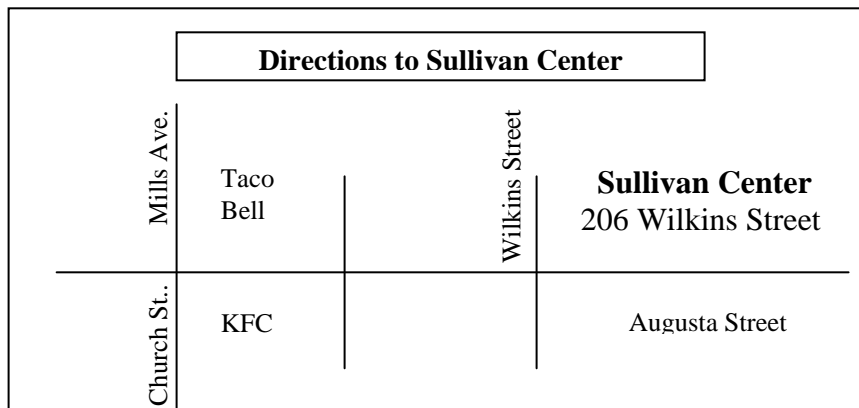 Directions to Sullivan Center
Mills Ave.
Taco
Bell
Wilkins Street
Sullivan Center
206 Wilkins Street
Church St..
KFC
Augusta Street